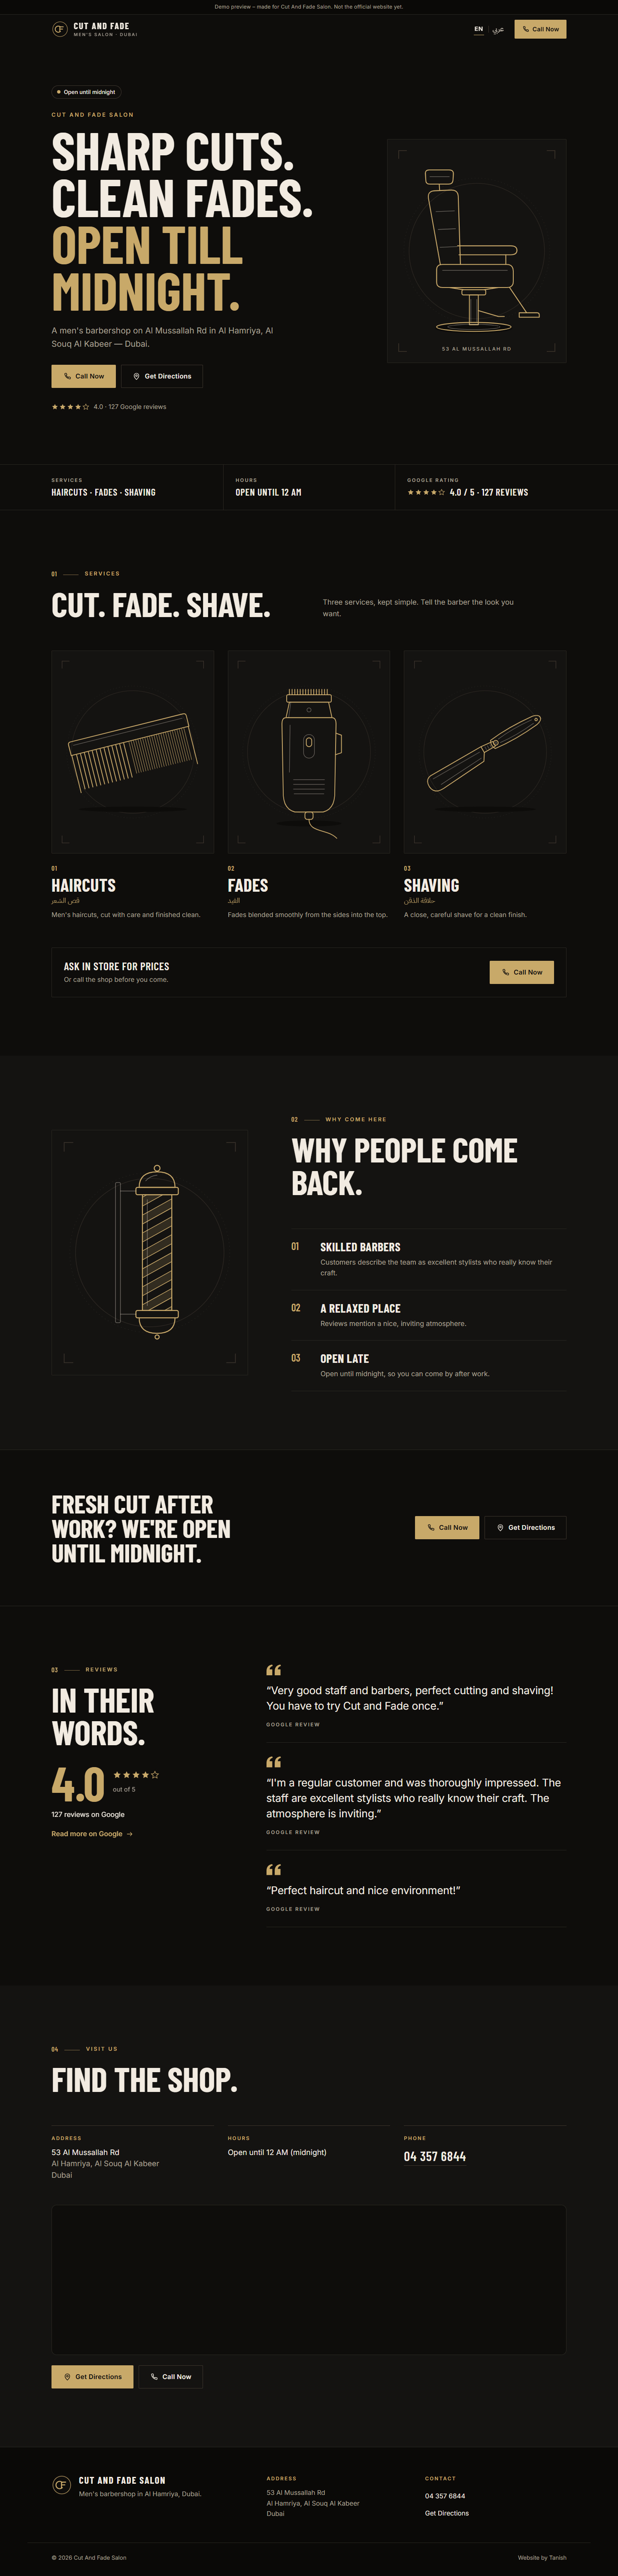 Demo preview – made for Cut And Fade Salon. Not the official website yet.
CUT AND FADE
MEN'S SALON · DUBAI
EN
عربي
Call Now
Open until midnight
CUT AND FADE SALON
SHARP CUTS.
CLEAN FADES.
OPEN TILL
MIDNIGHT.
A men's barbershop on Al Mussallah Rd in Al Hamriya, Al
Souq Al Kabeer — Dubai.
Call Now
Get Directions
4.0 · 127 Google reviews
53 AL MUSSALLAH RD
SERVICES
HAIRCUTS · FADES · SHAVING
HOURS
OPEN UNTIL 12 AM
GOOGLE RATING
4.0 / 5 · 127 REVIEWS
01
SERVICES
CUT. FADE. SHAVE.
Three services, kept simple. Tell the barber the look you
want.
01
HAIRCUTS
قص الشعر
Men's haircuts, cut with care and finished clean.
02
FADES
الفيد
Fades blended smoothly from the sides into the top.
03
SHAVING
حلاقة الذقن
A close, careful shave for a clean finish.
ASK IN STORE FOR PRICES
Or call the shop before you come.
Call Now
02
WHY COME HERE
WHY PEOPLE COME
BACK.
01
SKILLED BARBERS
Customers describe the team as excellent stylists who really know their
craft.
02
A RELAXED PLACE
Reviews mention a nice, inviting atmosphere.
03
OPEN LATE
Open until midnight, so you can come by after work.
FRESH CUT AFTER
WORK? WE'RE OPEN
UNTIL MIDNIGHT.
Call Now
Get Directions
03
REVIEWS
IN THEIR
WORDS.
4.0
out of 5
127 reviews on Google
Read more on Google →
“Very good staff and barbers, perfect cutting and shaving!
You have to try Cut and Fade once.”
GOOGLE REVIEW
“I'm a regular customer and was thoroughly impressed. The
staff are excellent stylists who really know their craft. The
atmosphere is inviting.”
GOOGLE REVIEW
“Perfect haircut and nice environment!”
GOOGLE REVIEW
04
VISIT US
FIND THE SHOP.
ADDRESS
53 Al Mussallah Rd
Al Hamriya, Al Souq Al Kabeer
Dubai
HOURS
Open until 12 AM (midnight)
PHONE
04 357 6844
Get Directions
Call Now
CUT AND FADE SALON
Men's barbershop in Al Hamriya, Dubai.
ADDRESS
53 Al Mussallah Rd
Al Hamriya, Al Souq Al Kabeer
Dubai
CONTACT
04 357 6844
Get Directions
© 2026 Cut And Fade Salon
Website by Tanish